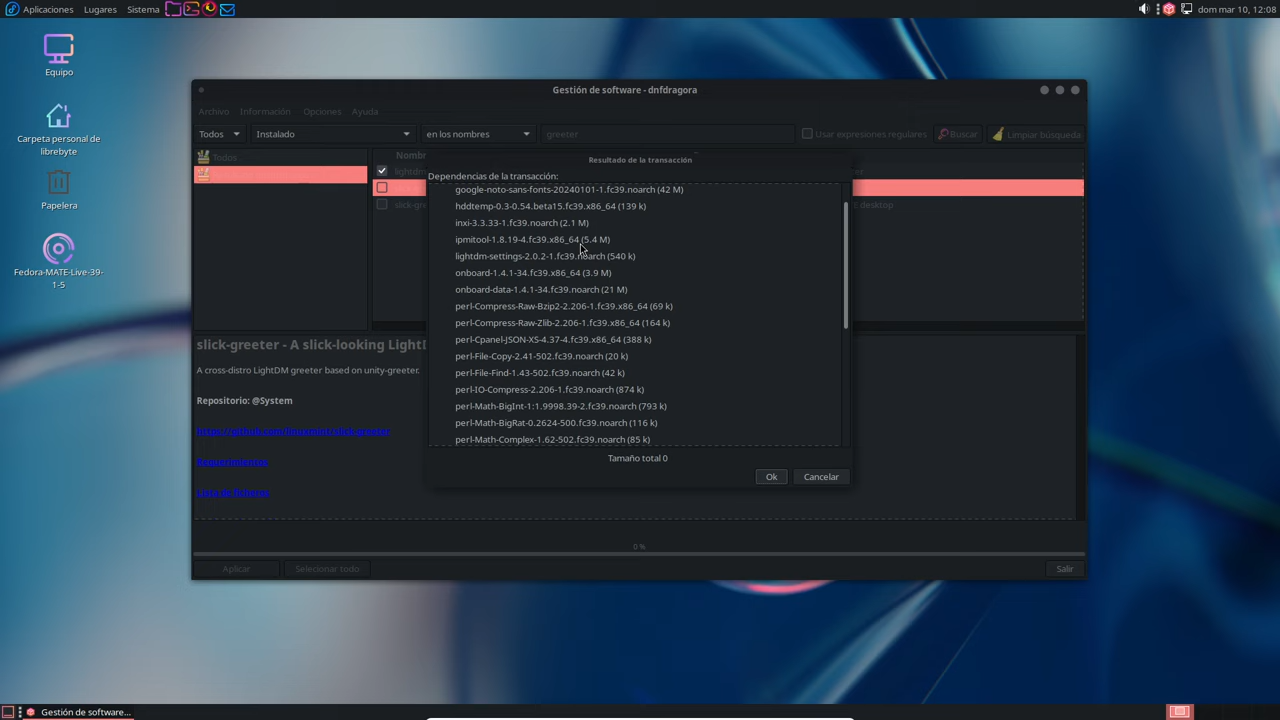 Aplicaciones Lugares Sistema
dom mar 10, 12:08
Equipo
Carpeta personal de
librebyte
Papelera
Fedora-MATE-Live-39-
1-5
Gestión de software - dnfdragora
Archivo Información Opciones Ayuda
Todos Instalado en los nombres greeter Usar expresiones regulares Buscar Limpiar búsqueda
Todos
Resultado de la transacción
Dependencias de la transacción:
google-noto-sans-fonts-20240101-1.fc39.noarch (42 M)
hddtemp-0.3-0.54.beta15.fc39.x86_64 (139 k)
inxi-3.3.33-1.fc39.noarch (2.1 M)
ipmitool-1.8.19-4.fc39.x86_64 (5.4 M)
lightdm-settings-2.0.2-1.fc39.noarch (540 k)
onboard-1.4.1-34.fc39.x86_64 (3.9 M)
onboard-data-1.4.1-34.fc39.noarch (21 M)
perl-Compress-Raw-Bzip2-2.206-1.fc39.x86_64 (69 k)
perl-Compress-Raw-Zlib-2.206-1.fc39.x86_64 (164 k)
perl-Cpanel-JSON-XS-4.37-4.fc39.x86_64 (388 k)
perl-File-Copy-2.41-502.fc39.noarch (20 k)
perl-File-Find-1.43-502.fc39.noarch (42 k)
perl-IO-Compress-2.206-1.fc39.noarch (874 k)
perl-Math-BigInt-1:1.9998.39-2.fc39.noarch (793 k)
perl-Math-BigRat-0.2624-500.fc39.noarch (116 k)
perl-Math-Complex-1.62-502.fc39.noarch (85 k)
Tamaño total 0
Ok Cancelar
desktop
slick-greeter - A slick-looking
A cross-distro LightDM greeter based on unity-greeter.
Repositorio: @System
https://github.com/linuxmint/slick-greeter
Requerimientos
Lista de ficheros
0 %
Aplicar Seleccionar todo Salir
Gestión de software...